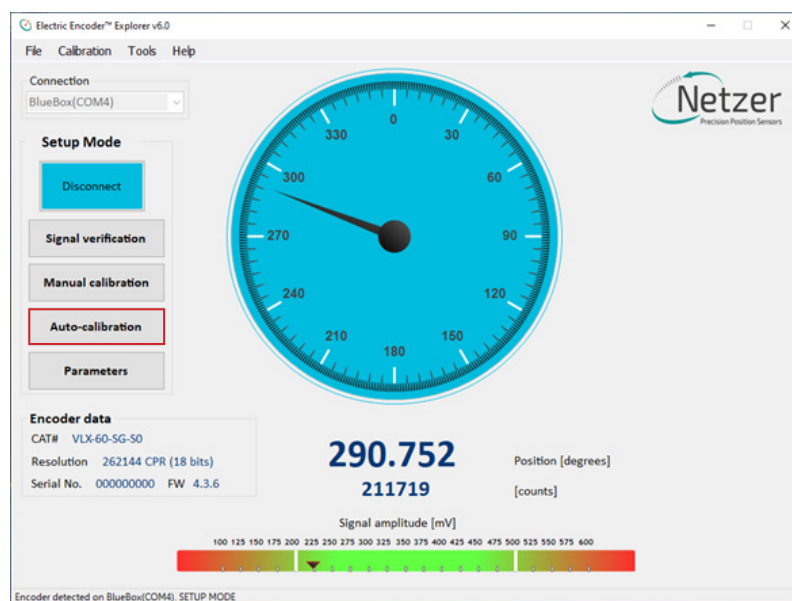 Electric Encoder™ Explorer v6.0
File Calibration Tools Help
Connection
BlueBox(COM4)
Netzer
Precision Position Sensors
Setup Mode
Disconnect
Signal verification
Manual calibration
Auto-calibration
Parameters
0
30
60
90
120
150
180
210
240
270
300
330
Encoder data
CAT# VLX-60-SG-S0
Resolution 262144 CPR (18 bits)
Serial No. 000000000 FW 4.3.6
290.752 Position [degrees]
211719 [counts]
Signal amplitude [mV]
100 125 150 175 200 225 250 275 300 325 350 375 400 425 450 475 500 525 550 575 600
Encoder detected on BlueBox(COM4). SETUP MODE